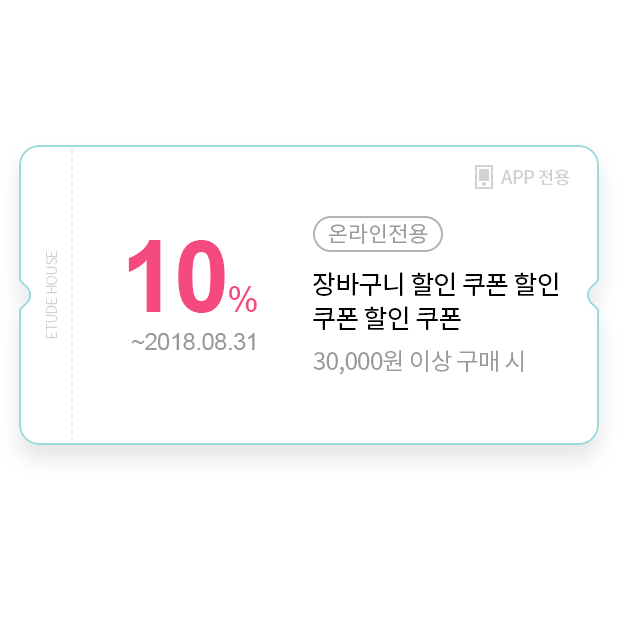 APP 전용
ETUDE HOUSE
10%
~2018.08.31
온라인전용
장바구니 할인 쿠폰 할인
쿠폰 할인 쿠폰
30,000원 이상 구매 시